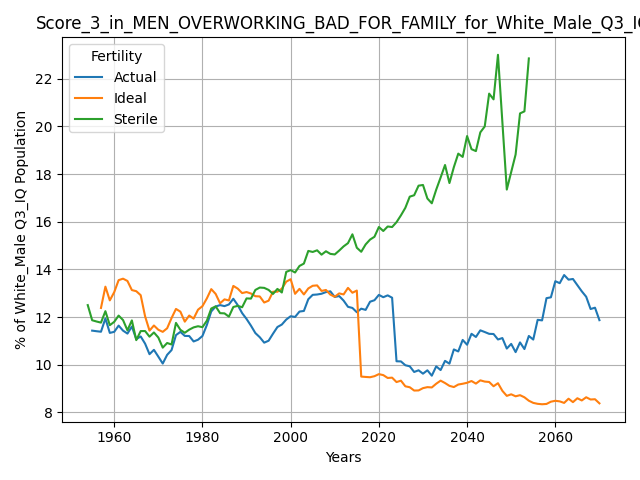 Score_3_in_MEN_OVERWORKING_BAD_FOR_FAMILY_for_White_Male_Q3_IQ
Fertility
Actual
Ideal
Sterile
% of White_Male Q3_IQ Population
22
20
18
16
14
12
10
8
1960
1980
2000
2020
2040
2060
Years